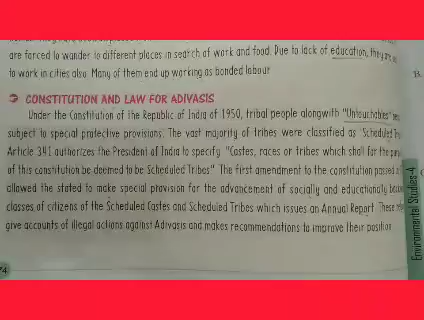 are forced to wander to different places in search of work and food. Due to lack of education, they are
to work in cities also. Many of them end up working as bonded labour
CONSTITUTION AND LAW FOR ADIVASIS
Under the Constitution of the Republic of India of 1950, tribal people alongwith "Untouchables"
subject to special protective provisions. The vast majority of tribes were classified as 'Scheduled
Article 341 authorizes the President of India to specify "Castes, races or tribes which shall for the
of this constitution be deemed to be Scheduled Tribes" The first amendment to the constitution passed
allowed the stated to make special provision for the advancement of socially and educationally
classes of citizens of the Scheduled Castes and Scheduled Tribes which issues an Annual Report. These
give accounts of illegal actions against Adivasis and makes recommendations to improve their position.
B.
Environmental Studies-4